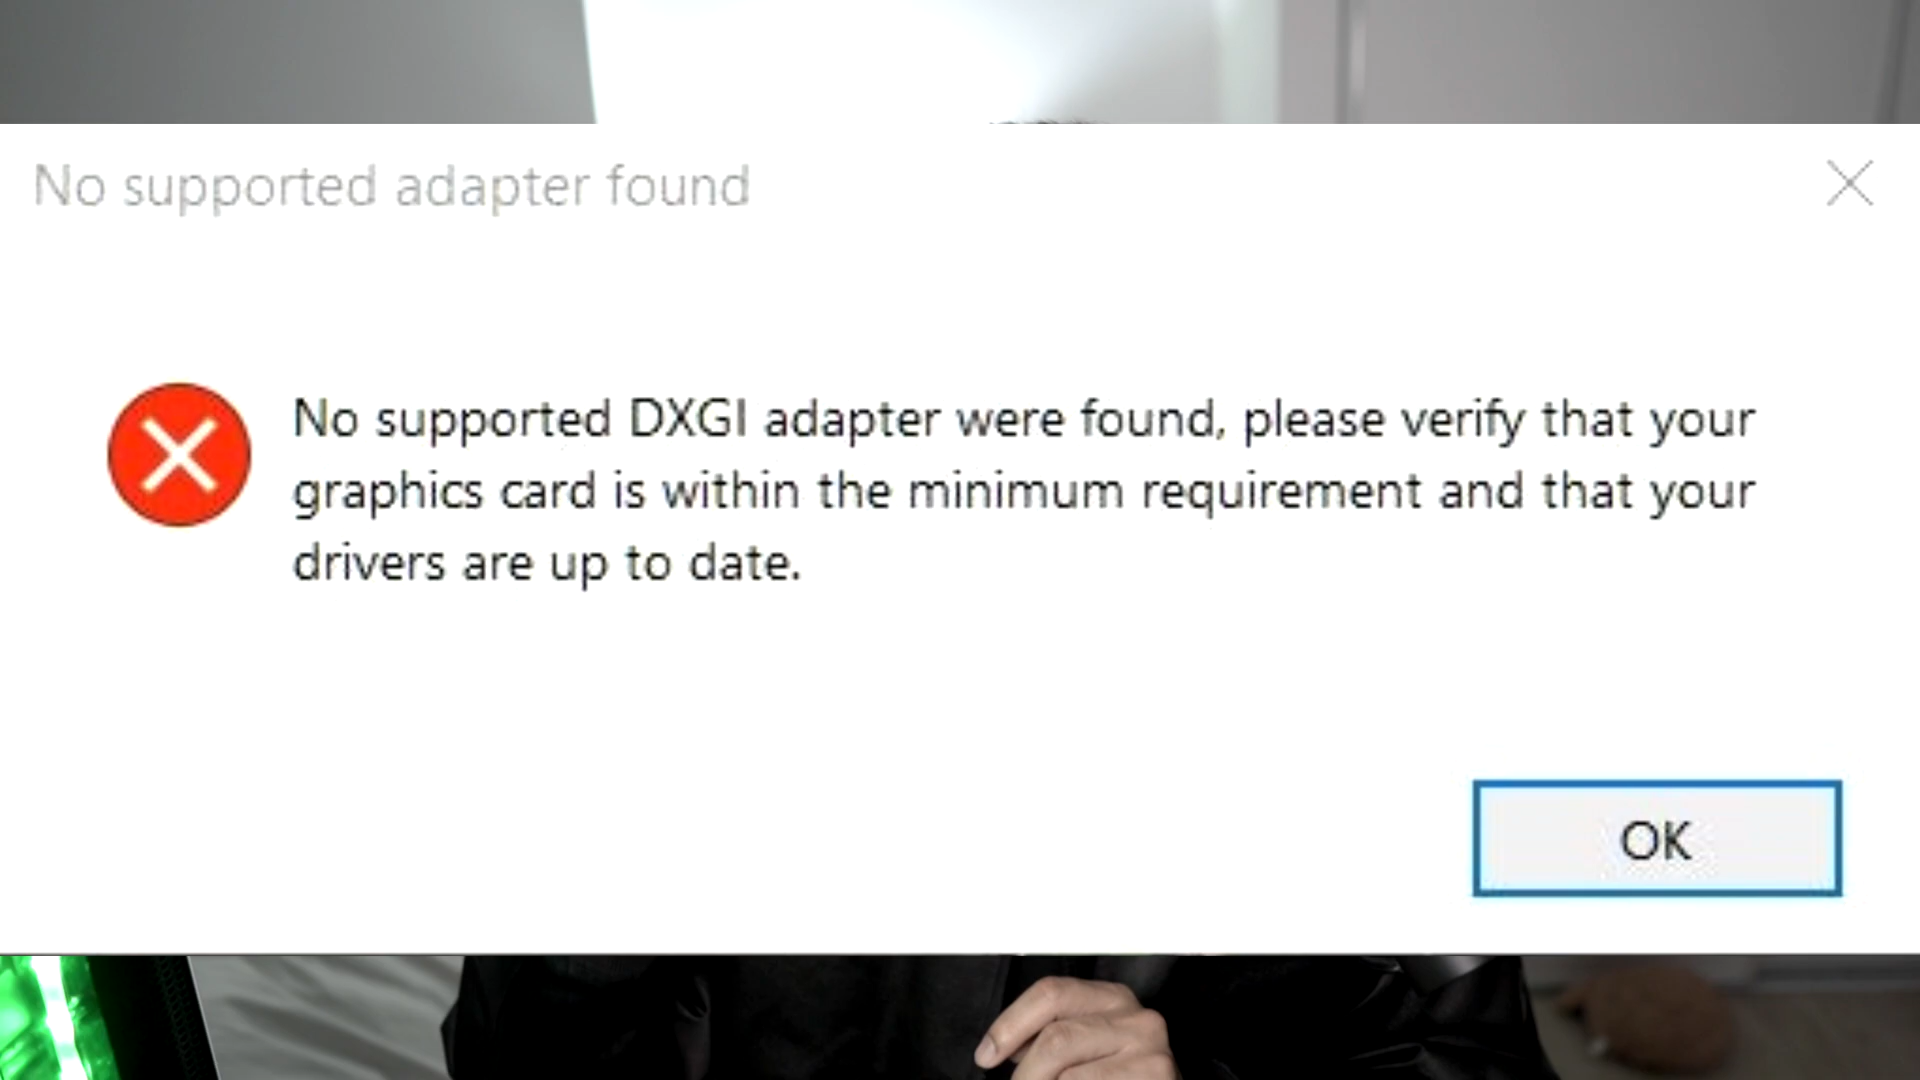 No supported adapter found
No supported DXGI adapter were found, please verify that your
graphics card is within the minimum requirement and that your
drivers are up to date.
OK